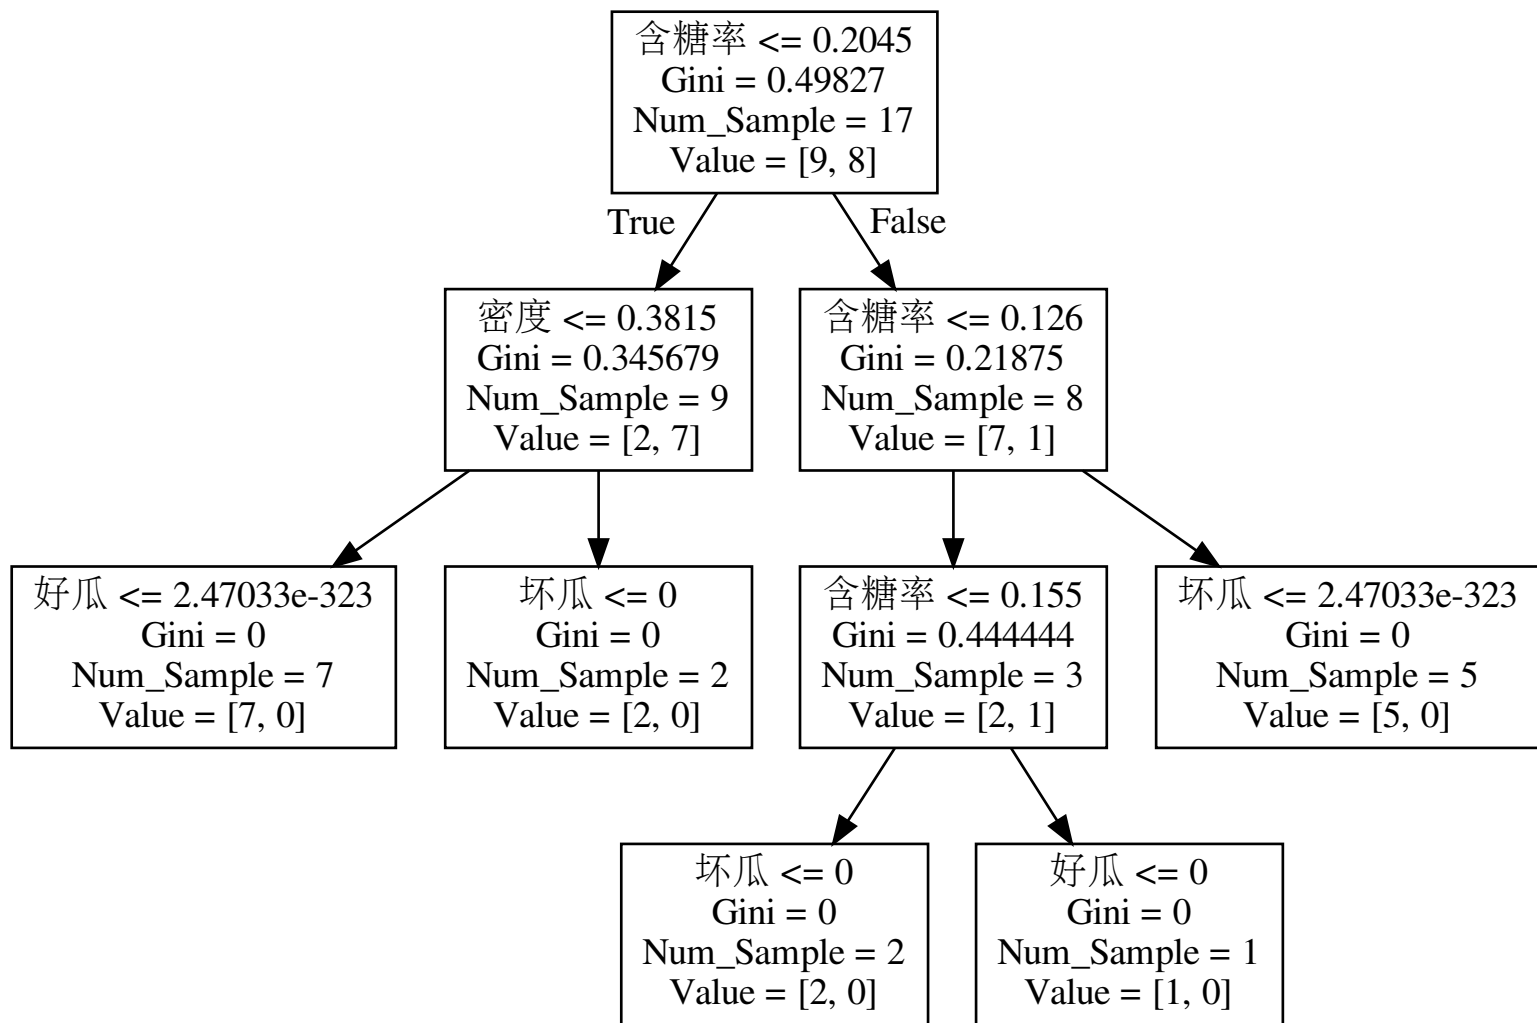 含糖率 <= 0.2045
Gini = 0.49827
Num_Sample = 17
Value = [9, 8]
True
False
密度 <= 0.3815
Gini = 0.345679
Num_Sample = 9
Value = [2, 7]
含糖率 <= 0.126
Gini = 0.21875
Num_Sample = 8
Value = [7, 1]
好瓜 <= 2.47033e-323
Gini = 0
Num_Sample = 7
Value = [7, 0]
坏瓜 <= 0
Gini = 0
Num_Sample = 2
Value = [2, 0]
含糖率 <= 0.155
Gini = 0.444444
Num_Sample = 3
Value = [2, 1]
坏瓜 <= 2.47033e-323
Gini = 0
Num_Sample = 5
Value = [5, 0]
坏瓜 <= 0
Gini = 0
Num_Sample = 2
Value = [2, 0]
好瓜 <= 0
Gini = 0
Num_Sample = 1
Value = [1, 0]